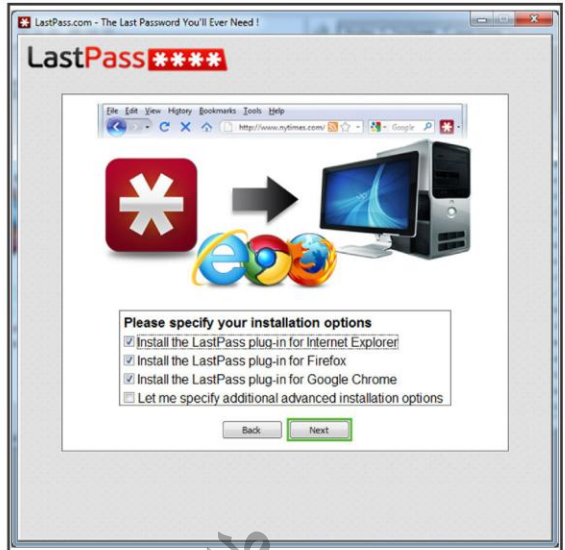 LastPass.com - The Last Password You'll Ever Need !
LastPass ****
File Edit View History Bookmarks Tools Help
http://www.nytimes.com/ Google
Please specify your installation options
Install the LastPass plug-in for Internet Explorer
Install the LastPass plug-in for Firefox
Install the LastPass plug-in for Google Chrome
Let me specify additional advanced installation options
Back Next